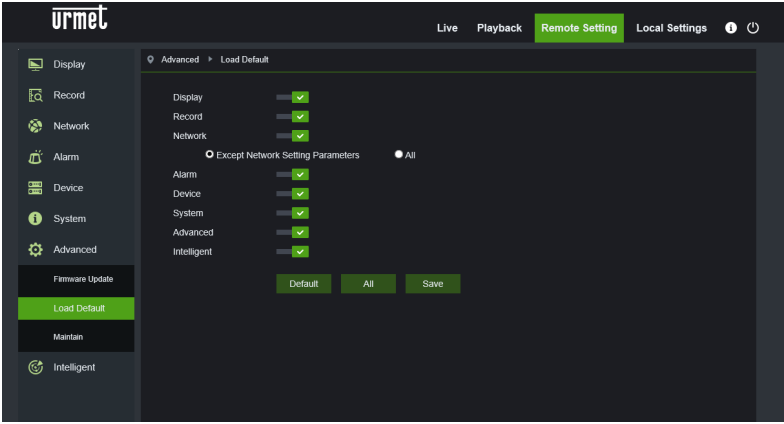 urmet
Live Playback Remote Setting Local Settings
Display
Record
Network
Alarm
Device
System
Advanced
Firmware Update
Load Default
Maintain
Intelligent
Advanced Load Default
Display
Record
Network
Except Network Setting Parameters All
Alarm
Device
System
Advanced
Intelligent
Default All Save